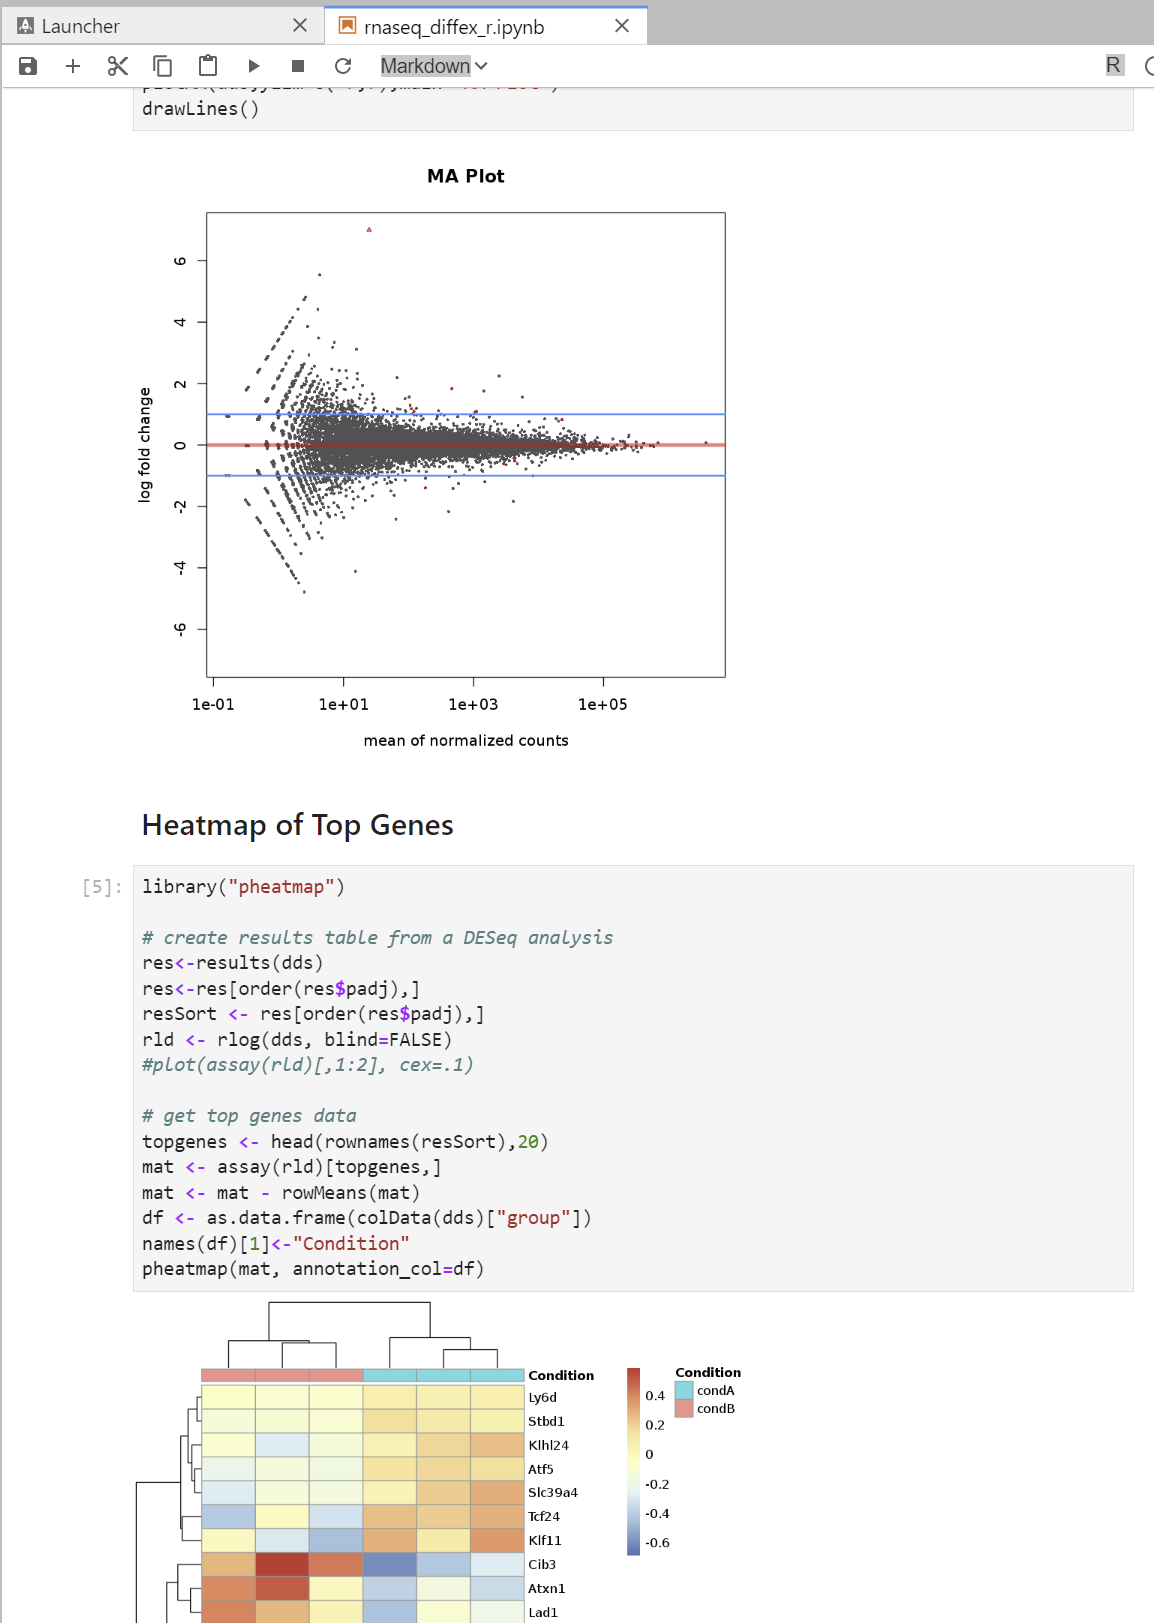 Launcher
rnaseq_diffex_r.ipynb
Markdown
R
drawLines()
MA Plot
log fold change
6
4
2
0
-2
-4
-6
1e-01 1e+01 1e+03 1e+05
mean of normalized counts
Heatmap of Top Genes
[5]:
library("pheatmap")
# create results table from a DESeq analysis
res<-results(dds)
res<-res[order(res$padj),]
resSort <- res[order(res$padj),]
rld <- rlog(dds, blind=FALSE)
#plot(assay(rld)[,1:2], cex=.1)
# get top genes data
topgenes <- head(rownames(resSort),20)
mat <- assay(rld)[topgenes,]
mat <- mat - rowMeans(mat)
df <- as.data.frame(colData(dds)["group"])
names(df)[1]<-"Condition"
pheatmap(mat, annotation_col=df)
Condition
Ly6d
Stbd1
Klhl24
Atf5
Slc39a4
Tcf24
Klf11
Cib3
Atxn1
Lad1
0.4
0.2
0
-0.2
-0.4
-0.6
Condition
condA
condB